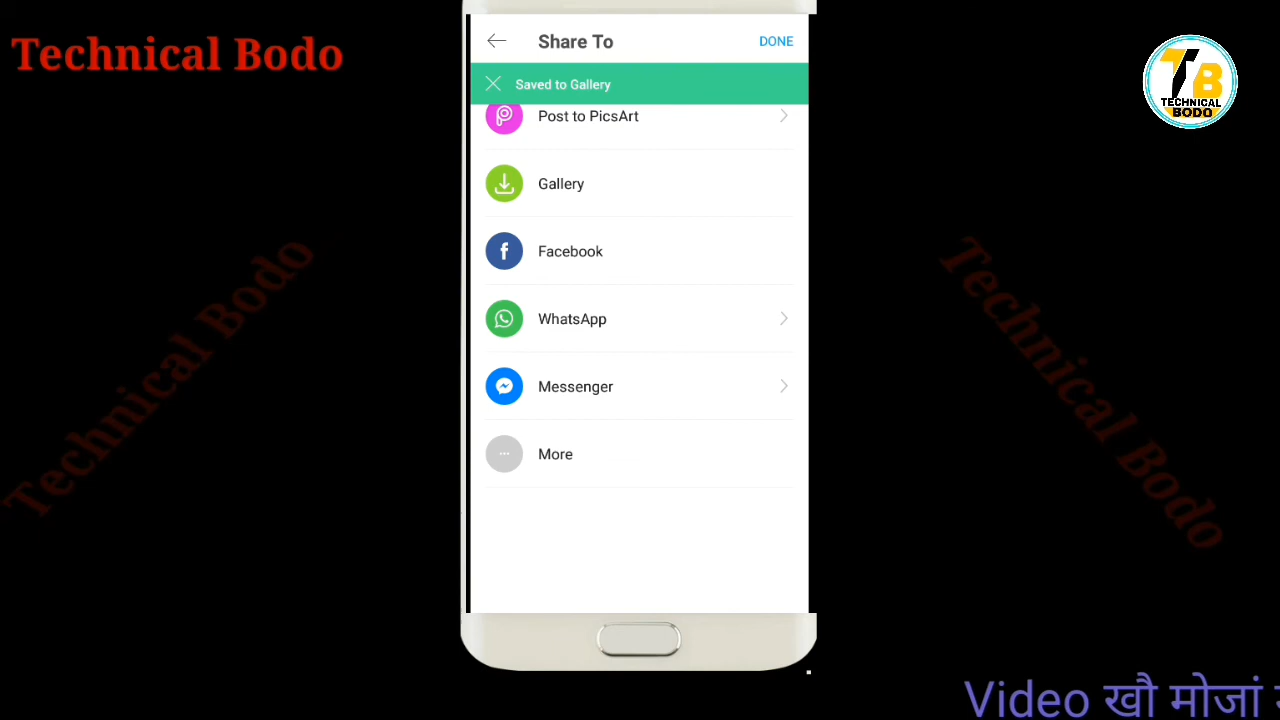 Technical Bodo
Share To
DONE
Saved to Gallery
Post to PicsArt
Gallery
Facebook
WhatsApp
Messenger
More
TB
TECHNICAL
BODO
Technical Bodo
Technical Bodo
Video खौ मोजां